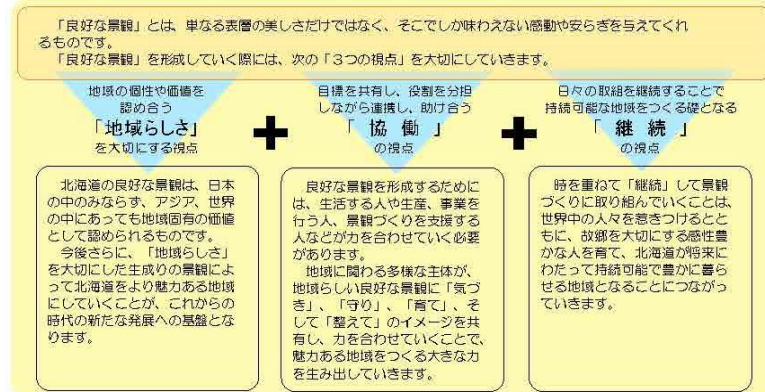 「良好な景観」とは、単なる表層の美しさだけではなく、そこでしか味わえない感動や安らぎを与えてくれ
るものです。
「良好な景観」を形成していく際には、次の「３つの視点」を大切にしていきます。
地域の個性や価値を
認め合う
「地域らしさ」
を大切にする視点
＋
目標を共有し、役割を分担
しながら連携し、助け合う
「協働」
の視点
＋
日々の取組を継続することで
持続可能な地域をつくる礎となる
「継続」
の視点
北海道の良好な景観は、日本
の中のみならず、アジア、世界
の中にあっても地域固有の価値
として認められるものです。
今後さらに、「地域らしさ」
を大切にした生成りの景観によ
って北海道をより魅力ある地域
にしていくことが、これからの
時代の新たな発展への基盤とな
ります。
良好な景観を形成するために
は、生活する人や生産、事業を
行う人、景観づくりを支援する
人などが力を合わせていく必要
があります。
地域に関わる多様な主体が、
地域らしい良好な景観に「気づ
き」、「守り」、「育て」、そ
して「整えて」のイメージを共
有し、力を合わせていくことで、
魅力ある地域をつくる大きな力
を生み出していきます。
時を重ねて「継続」して景観
づくりに取り組んでいくことは、
世界中の人々を惹きつけるとと
もに、故郷を大切にする感性豊
かな人を育て、北海道が将来に
わたって持続可能で豊かに暮ら
せる地域となることにつながっ
ていきます。